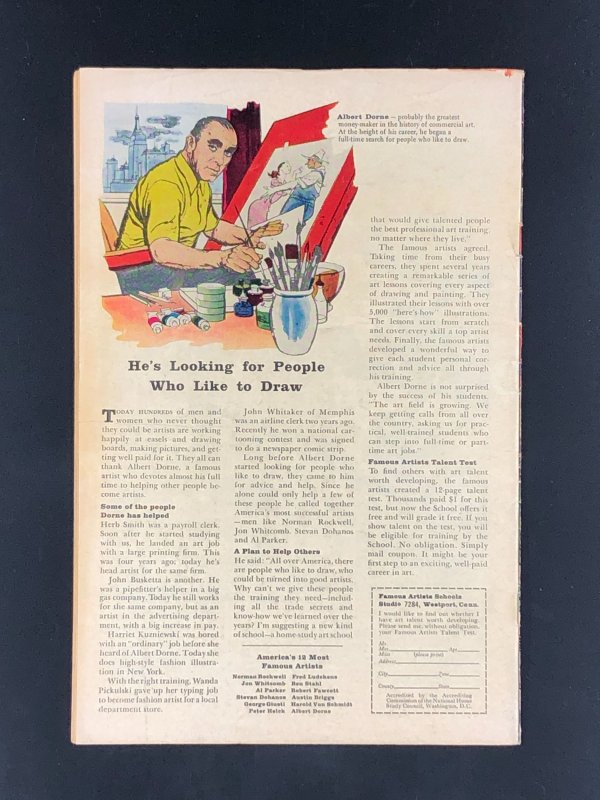 Albert Dorne — probably the greatest
money-maker in the history of commercial art.
At the height of his career, he began a
full-time search for people who like to draw.
He's Looking for People
Who Like to Draw
TODAY HUNDREDS of men and
women who never thought
they could be artists are working
happily at easels and drawing
boards, making pictures, and get-
ting well paid for it. They all can
thank Albert Dorne, a famous
artist who devotes almost his full
time to helping other people be-
come artists.
Some of the people
Dorne has helped
Herb Smith was a payroll clerk.
Soon after he started studying
with us, he landed an art job
with a large printing firm. This
was four years ago; today he's
head artist for the same firm.
John Busketta is another. He
was a pipefitter's helper in a big
gas company. Today he still works
for the same company, but as an
artist in the advertising depart-
ment, with a big increase in pay.
Harriet Kuzniewski was bored
with an "ordinary" job before she
heard of Albert Dorne. Today she
does high-style fashion illustra-
tion in New York.
With the right training, Wanda
Pickulski gave up her typing job
to become fashion artist for a local
department store.
John Whitaker of Memphis
was an airline clerk two years ago.
Recently he won a national car-
tooning contest and was signed
to do a newspaper comic strip.
Long before Albert Dorne
started looking for people who
like to draw, they came to him
for advice and help. Since he
alone could only help a few of
these people he called together
America's most successful artists
—men like Norman Rockwell,
Jon Whitcomb, Stevan Dohanos
and Al Parker.
A Plan to Help Others
He said: "All over America, there
are people who like to draw, who
could be turned into good artists.
Why can't we give these people
the training they need—includ-
ing all the trade secrets and
know-how we've learned over the
years? I'm suggesting a new kind
of school—a home-study art school
America's 12 Most
Famous Artists
Norman Rockwell Fred Ludekens
Jon Whitcomb Ben Stahl
Al Parker Robert Fawcett
Stevan Dohanos Austin Briggs
George Giusti Harold Von Schmidt
Peter Helck Albert Dorne
that would give talented people
the best professional art training,
no matter where they live."
The famous artists agreed.
Taking time from their busy
careers, they spent several years
creating a remarkable series of
art lessons covering every aspect
of drawing and painting. They
illustrated their lessons with over
5,000 "here's-how" illustrations.
The lessons start from scratch
and cover every skill a top artist
needs. Finally, the famous artists
developed a wonderful way to
give each student personal cor-
rection and advice all through
his training.
Albert Dorne is not surprised
by the success of his students.
"The art field is growing. We
keep getting calls from all over
the country, asking us for prac-
tical, well-trained students who
can step into full-time or part-
time art jobs."
Famous Artists Talent Test
To find others with art talent
worth developing, the famous
artists created a 12-page talent
test. Thousands paid $1 for this
test, but now the School offers it
free and will grade it free. If you
show talent on the test, you will
be eligible for training by the
School. No obligation. Simply
mail coupon. It might be your
first step to an exciting, well-paid
career in art.
Famous Artists Schools
Studio 7284, Westport, Conn.
I would like to find out whether I
have art talent worth developing.
Please send me, without obligation,
your Famous Artists Talent Test.
Mr.
Mrs. Age
Miss (please print)
Address
City Zone
County State
Accredited by the Accrediting
Commission of the National Home
Study Council, Washington, D.C.